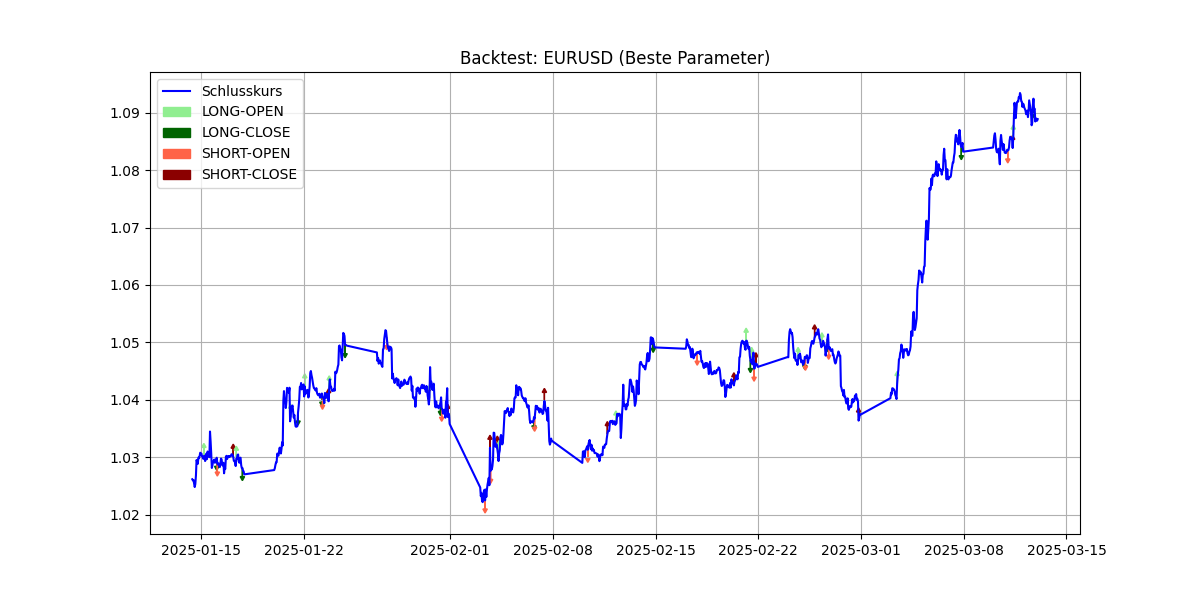 Backtest: EURUSD (Beste Parameter)
Schlusskurs
LONG-OPEN
LONG-CLOSE
SHORT-OPEN
SHORT-CLOSE
1.09
1.08
1.07
1.06
1.05
1.04
1.03
1.02
2025-01-15 2025-01-22 2025-02-01 2025-02-08 2025-02-15 2025-02-22 2025-03-01 2025-03-08 2025-03-15